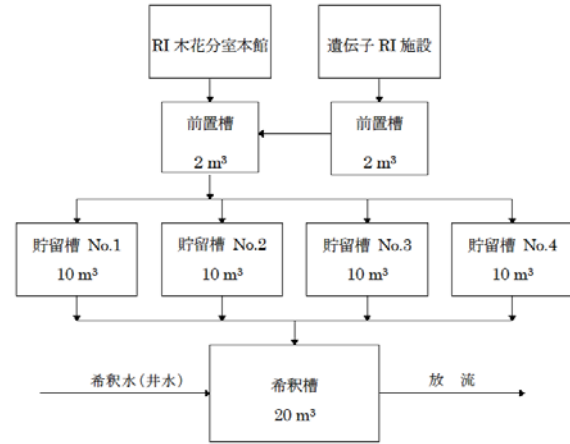 RI 木花分室本館
遺伝子 RI 施設
前置槽
2 m³
前置槽
2 m³
貯留槽 No.1
10 m³
貯留槽 No.2
10 m³
貯留槽 No.3
10 m³
貯留槽 No.4
10 m³
希釈水(井水)
希釈槽
20 m³
放　流